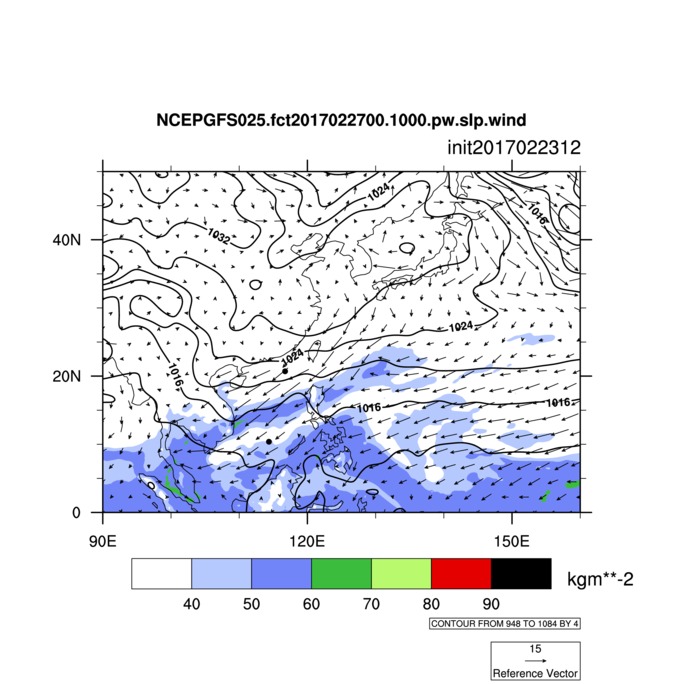 NCEPGFS025.fct2017022700.1000.pw.slp.wind
init2017022312
1024
1016
1032
40N
1024
1024
1016
20N
1016
1016
0
90E 120E 150E
kgm**-2
40 50 60 70 80 90
CONTOUR FROM 948 TO 1084 BY 4
15
Reference Vector